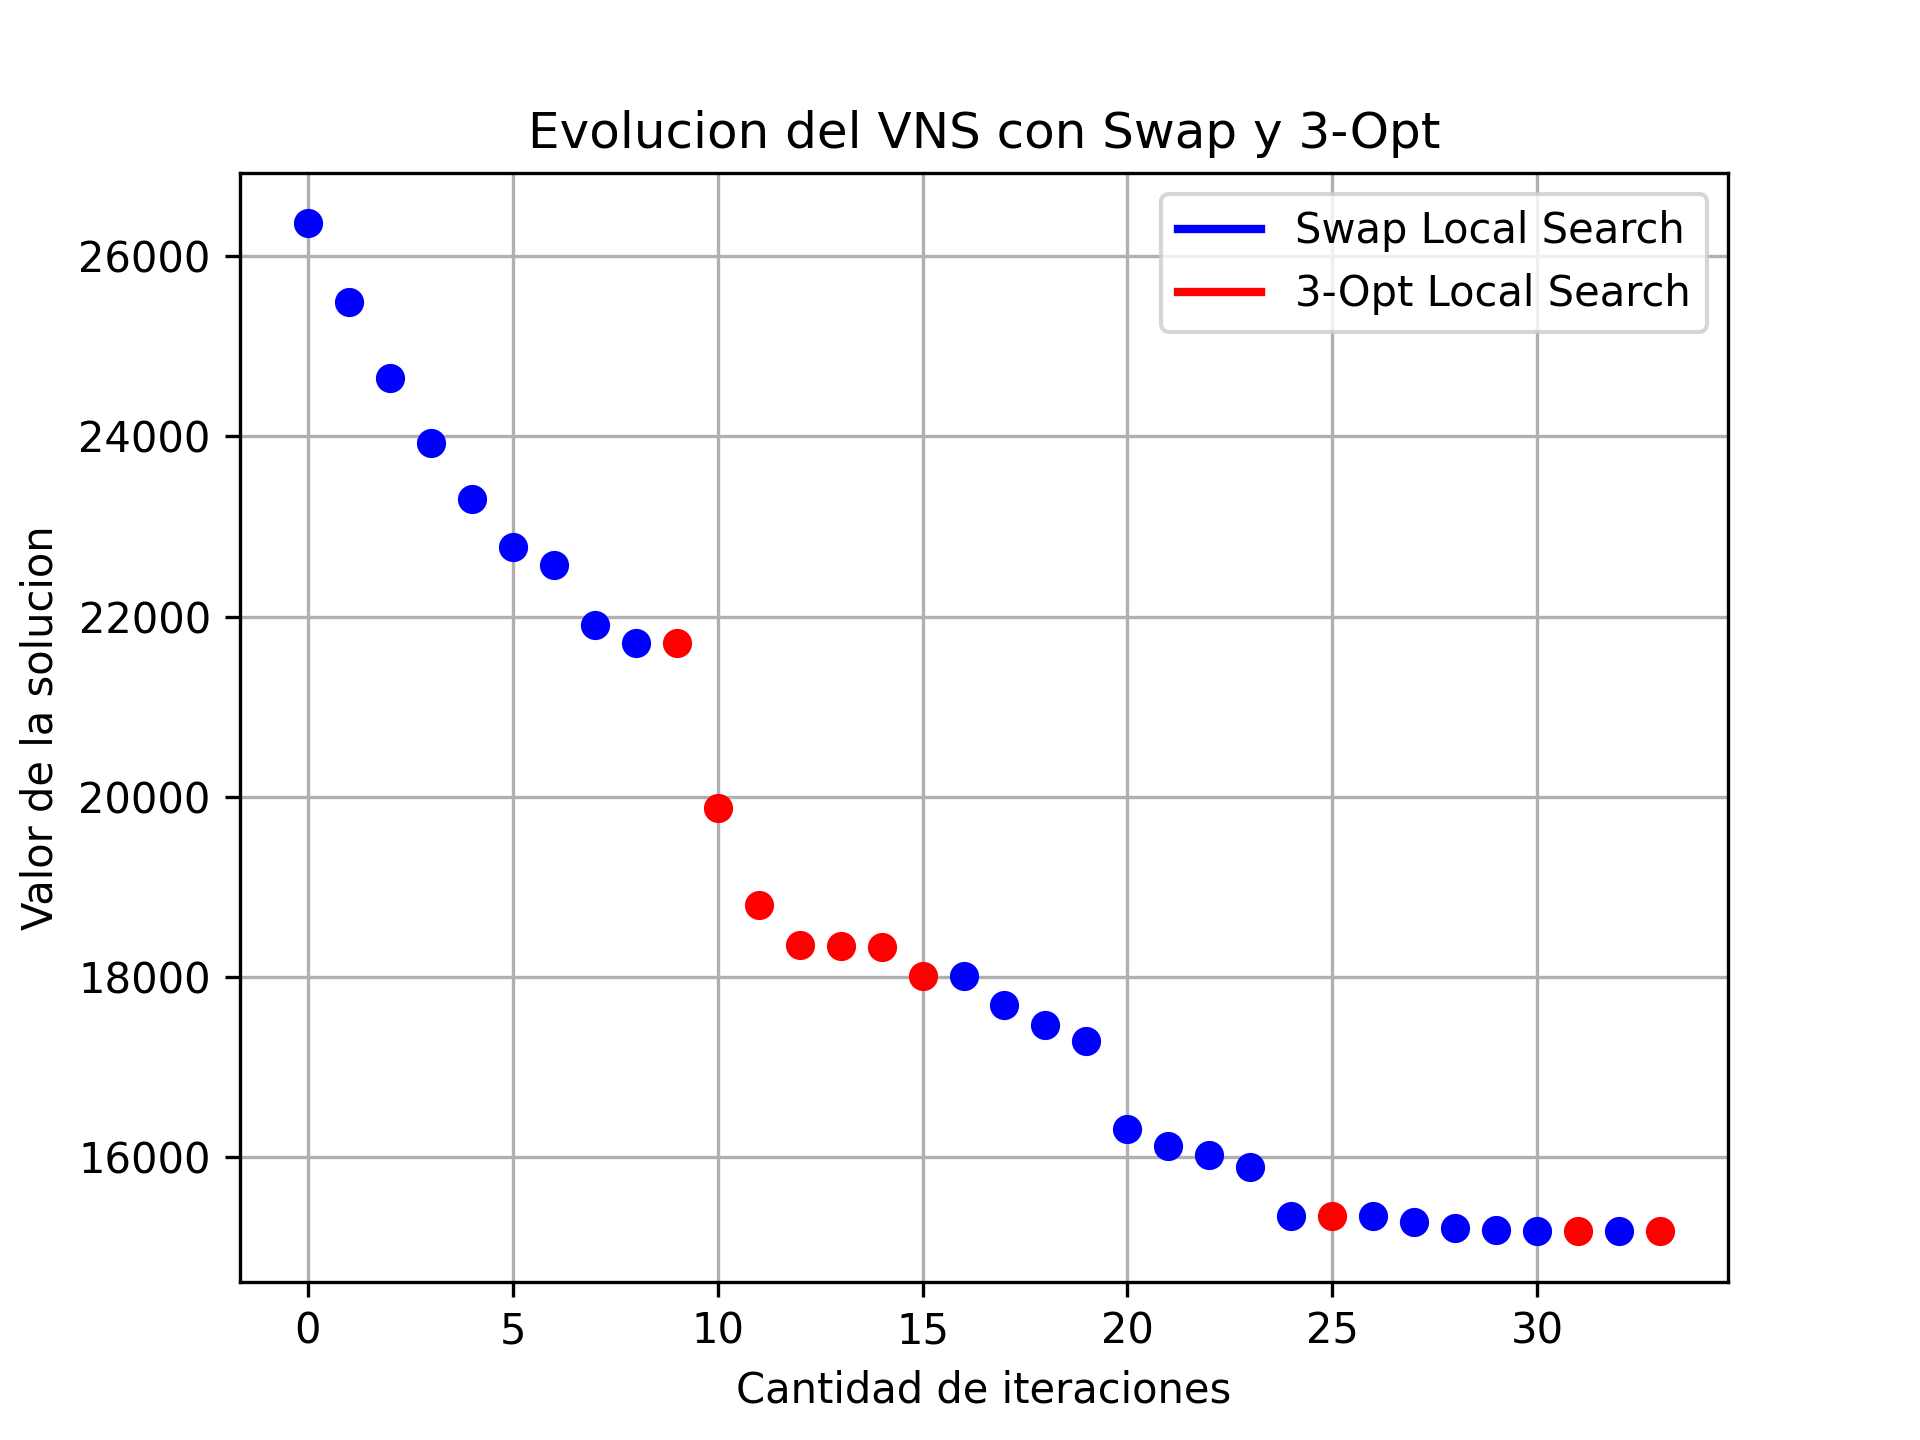 Evolucion del VNS con Swap y 3-Opt
Swap Local Search
3-Opt Local Search
26000
24000
22000
20000
18000
16000
Valor de la solucion
0 5 10 15 20 25 30
Cantidad de iteraciones